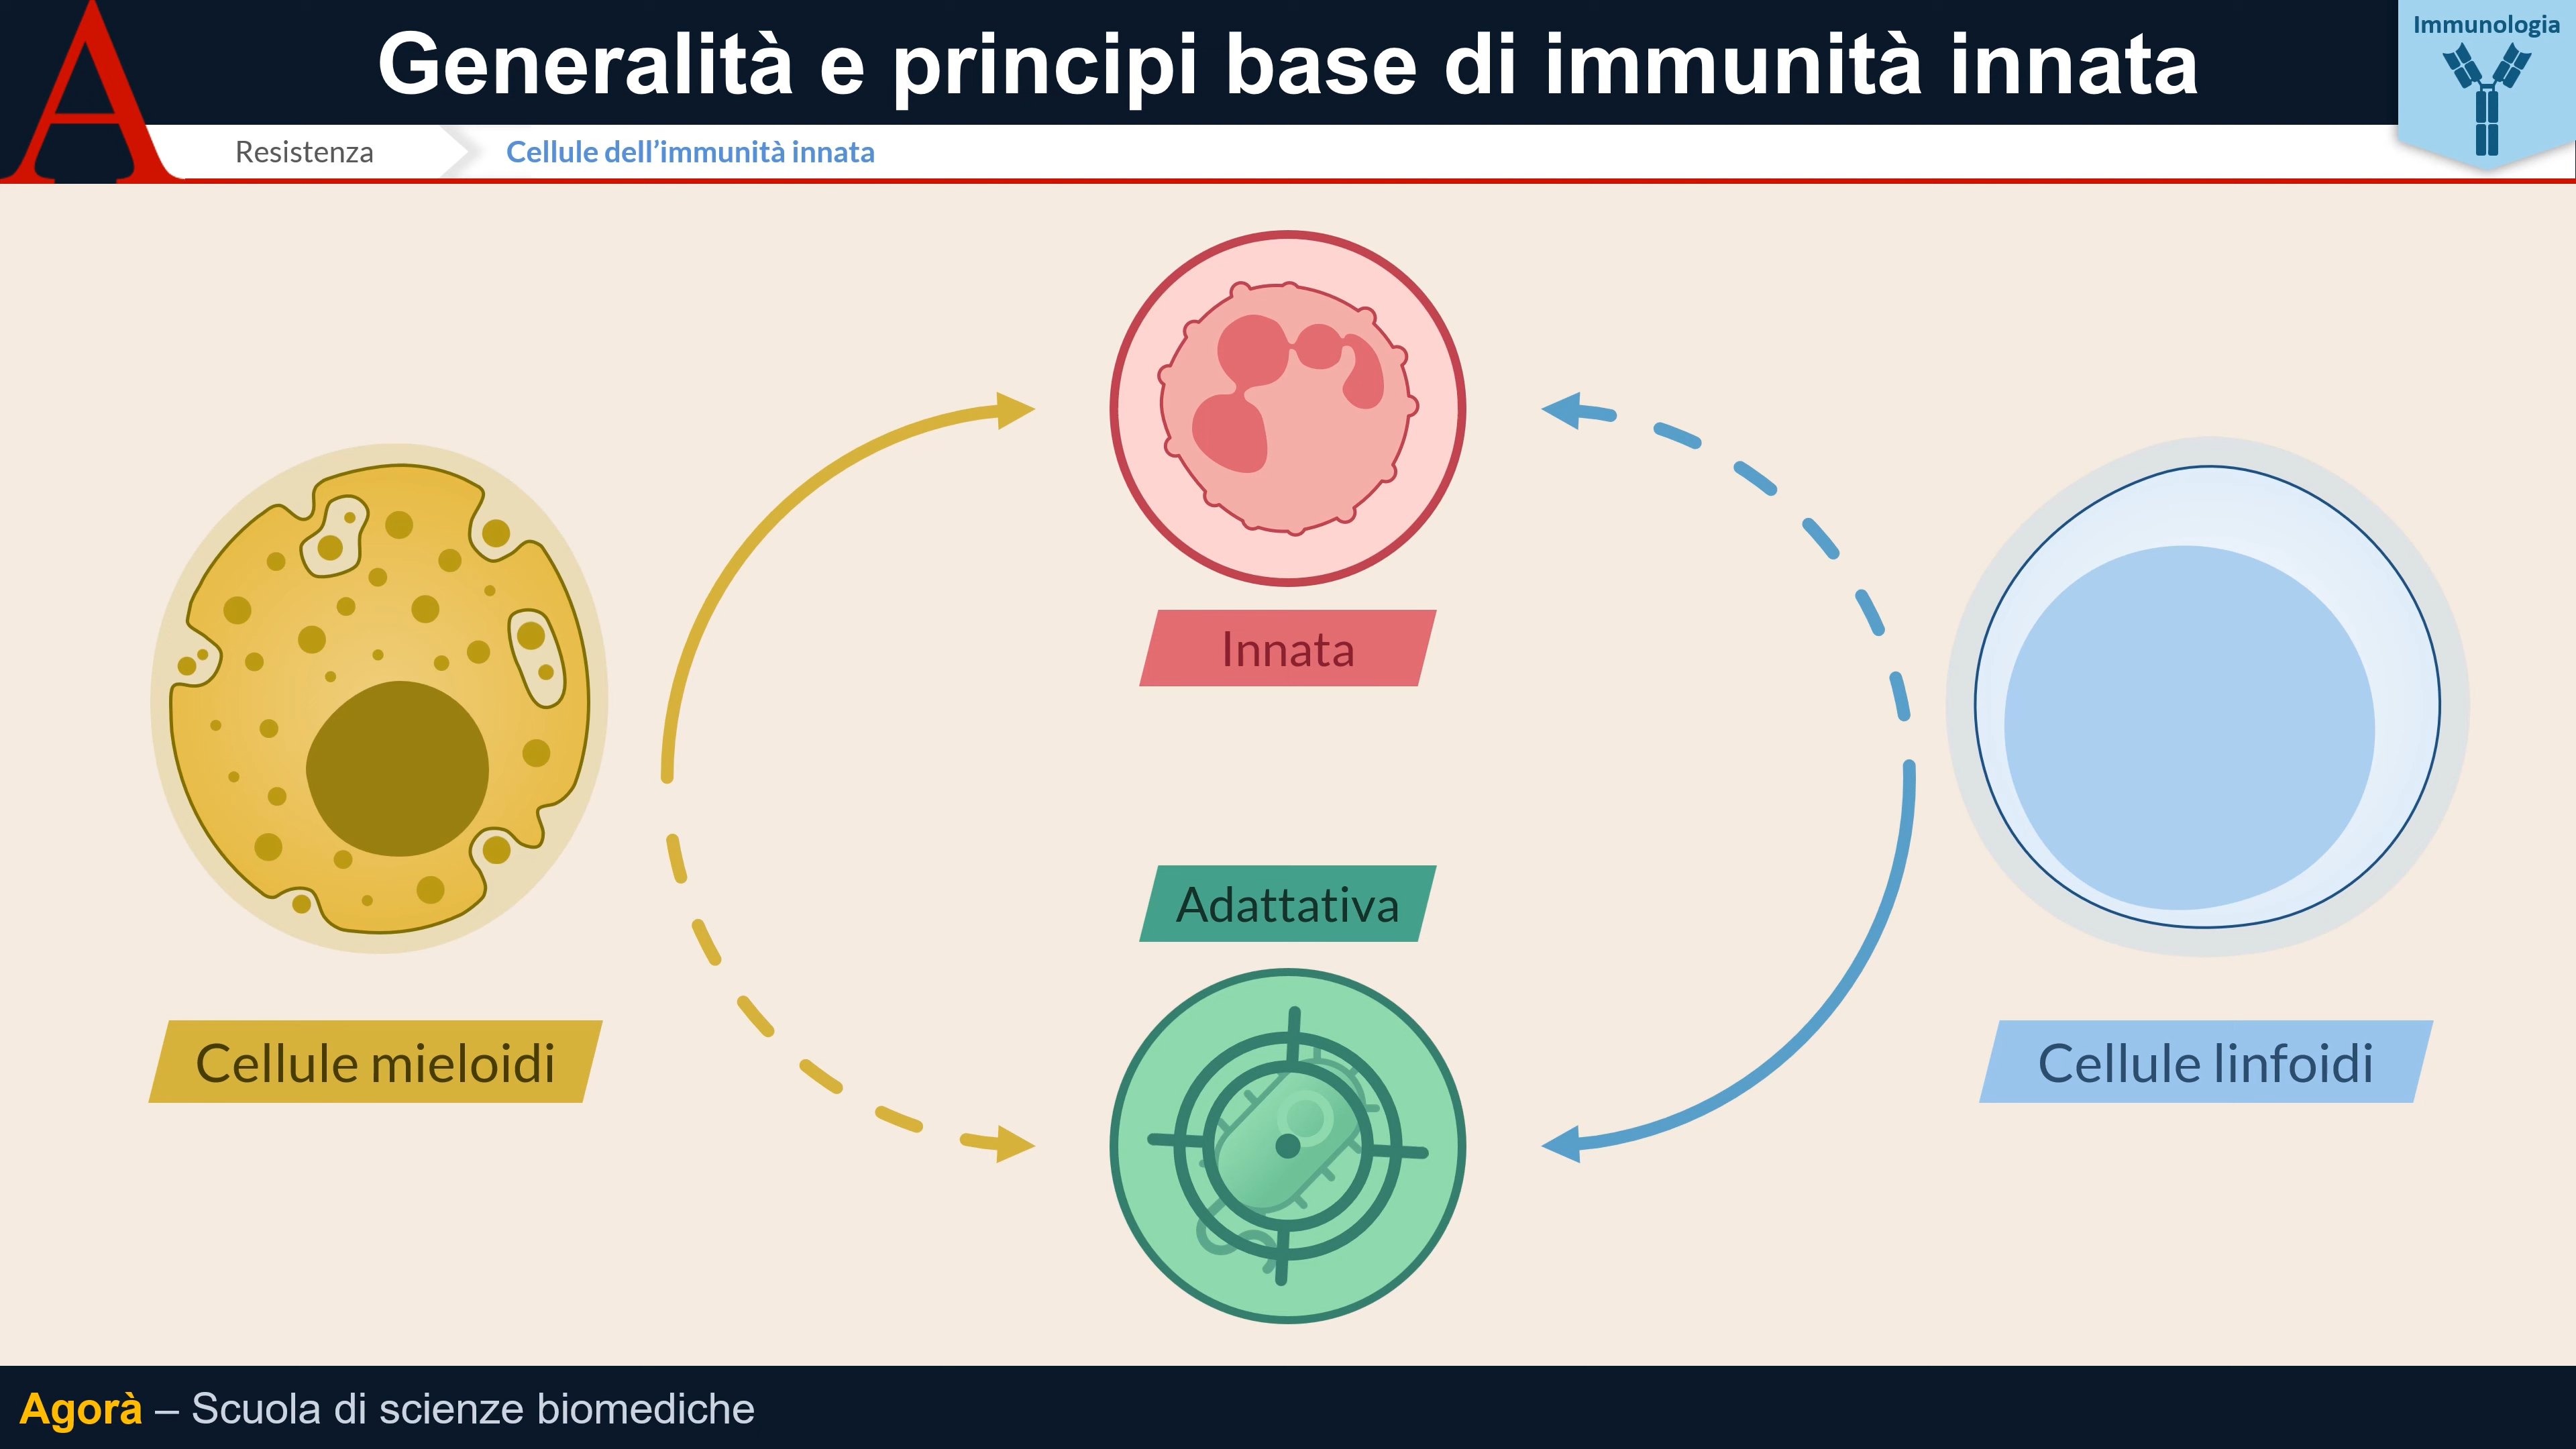 A
Generalità e principi base di immunità innata
Immunologia
Resistenza
Cellule dell’immunità innata
Innata
Adattativa
Cellule mieloidi
Cellule linfoidi
Agorà – Scuola di scienze biomediche